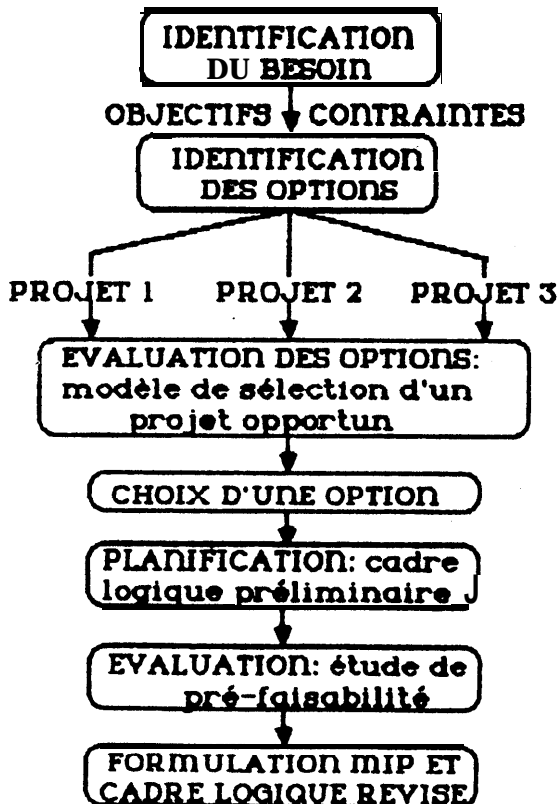 IDENTIFICATION
DU BESOIN
OBJECTIFS CONTRAINTES
IDENTIFICATION
DES OPTIONS
PROJET 1 PROJET 2 PROJET 3
EVALUATION DES OPTIONS:
modèle de sélection d'un
projet opportun
CHOIX D'UNE OPTION
PLANIFICATION: cadre
logique préliminaire
EVALUATION: étude de
pré-faisabilité
FORMULATION MIP ET
CADRE LOGIQUE REVISE